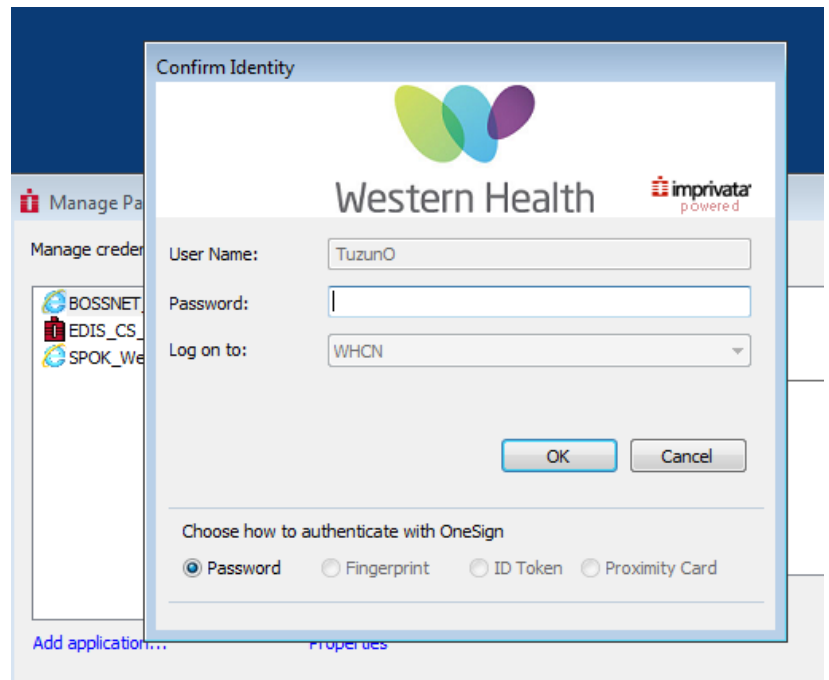 Confirm Identity
Western Health
imprivata
powered
Manage Pa
Manage creder
BOSSNET_
EDIS_CS_
SPOK_We
User Name:
TuzunO
Password:
Log on to:
WHCN
OK
Cancel
Choose how to authenticate with OneSign
Password
Fingerprint
ID Token
Proximity Card
Add application...
Properties